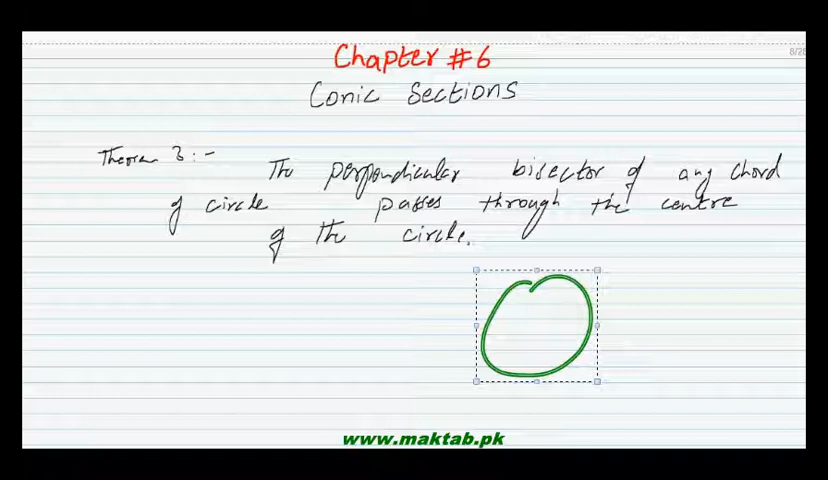 Chapter #6
Conic Sections
Theorem 3:-
The perpendicular bisector of any chord
of circle passes through the centre
of the circle.
www.maktab.pk